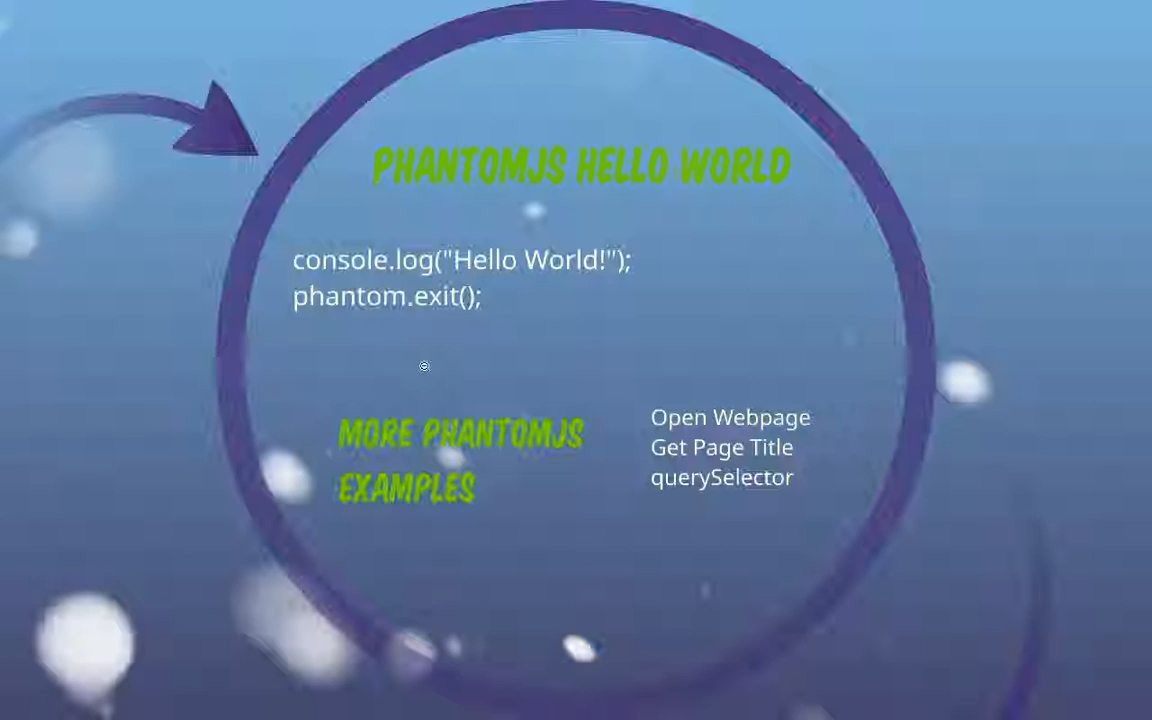 PHANTOMJS HELLO WORLD
console.log("Hello World!");
phantom.exit();
MORE PHANTOMJS
EXAMPLES
Open Webpage
Get Page Title
querySelector